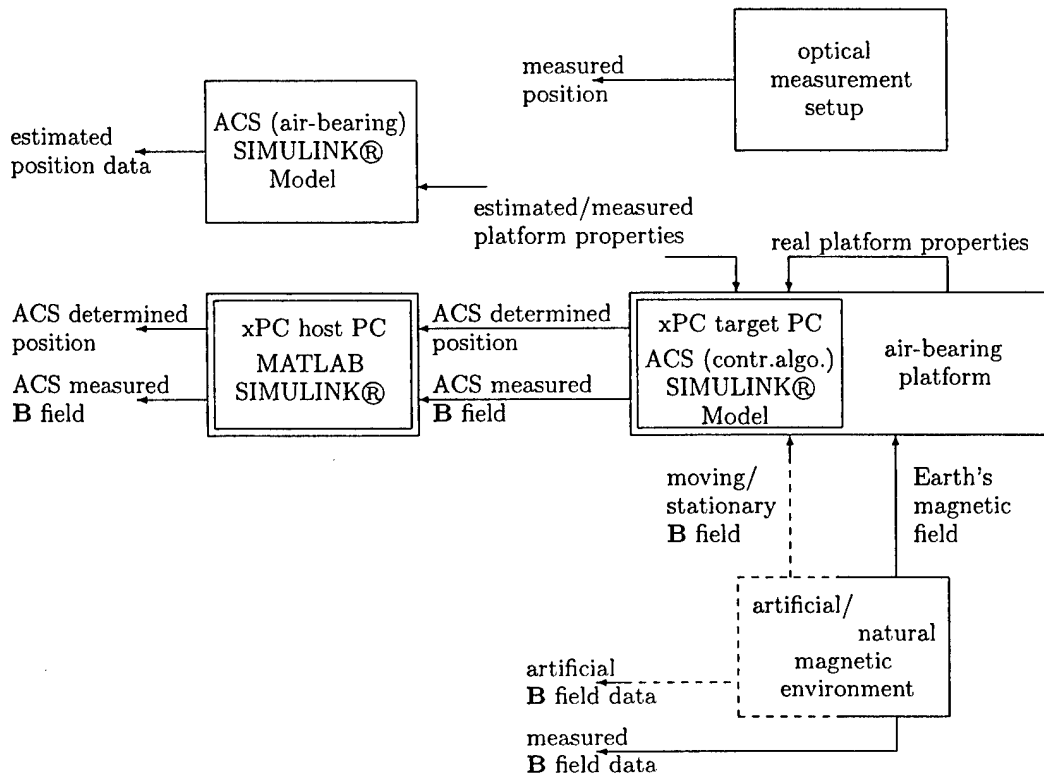 optical
measurement
setup
measured
position
ACS (air-bearing)
SIMULINK®
Model
estimated
position data
estimated/measured
platform properties
real platform properties
ACS determined
position
ACS measured
B field
xPC host PC
MATLAB
SIMULINK®
ACS determined
position
ACS measured
B field
xPC target PC
ACS (contr.algo.)
SIMULINK®
Model
air-bearing
platform
moving/
stationary
B field
Earth's
magnetic
field
artificial/
natural
magnetic
environment
artificial
B field data
measured
B field data